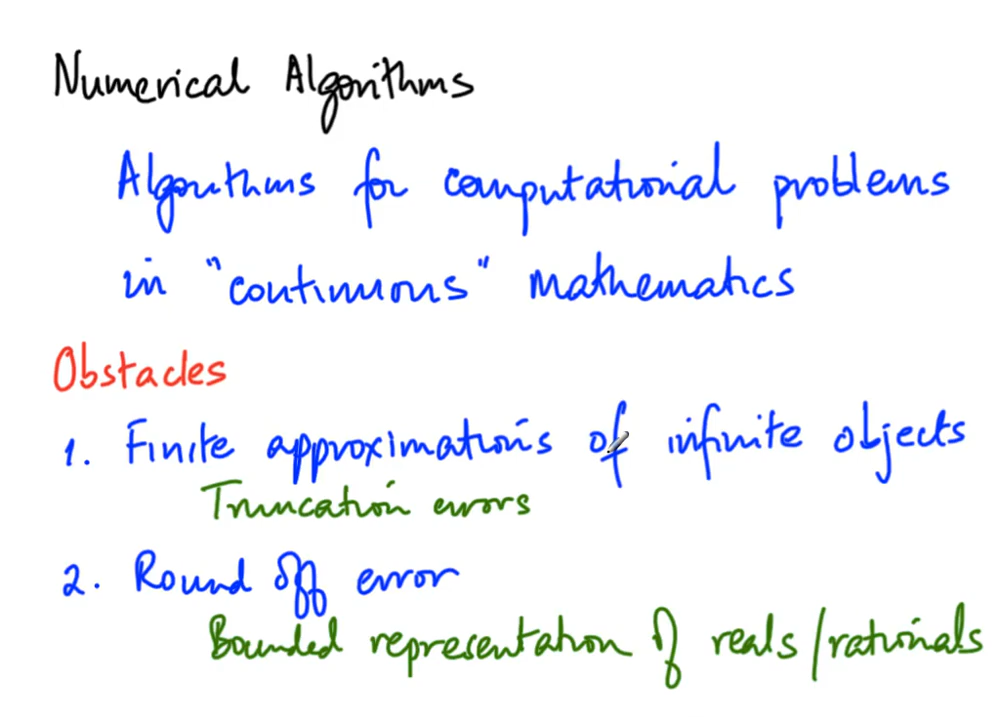 Numerical Algorithms
Algorithms for computational problems
in "continuous" mathematics
Obstacles
1. Finite approximations of infinite objects
Truncation errors
2. Round off error
Bounded representation of reals/rationals